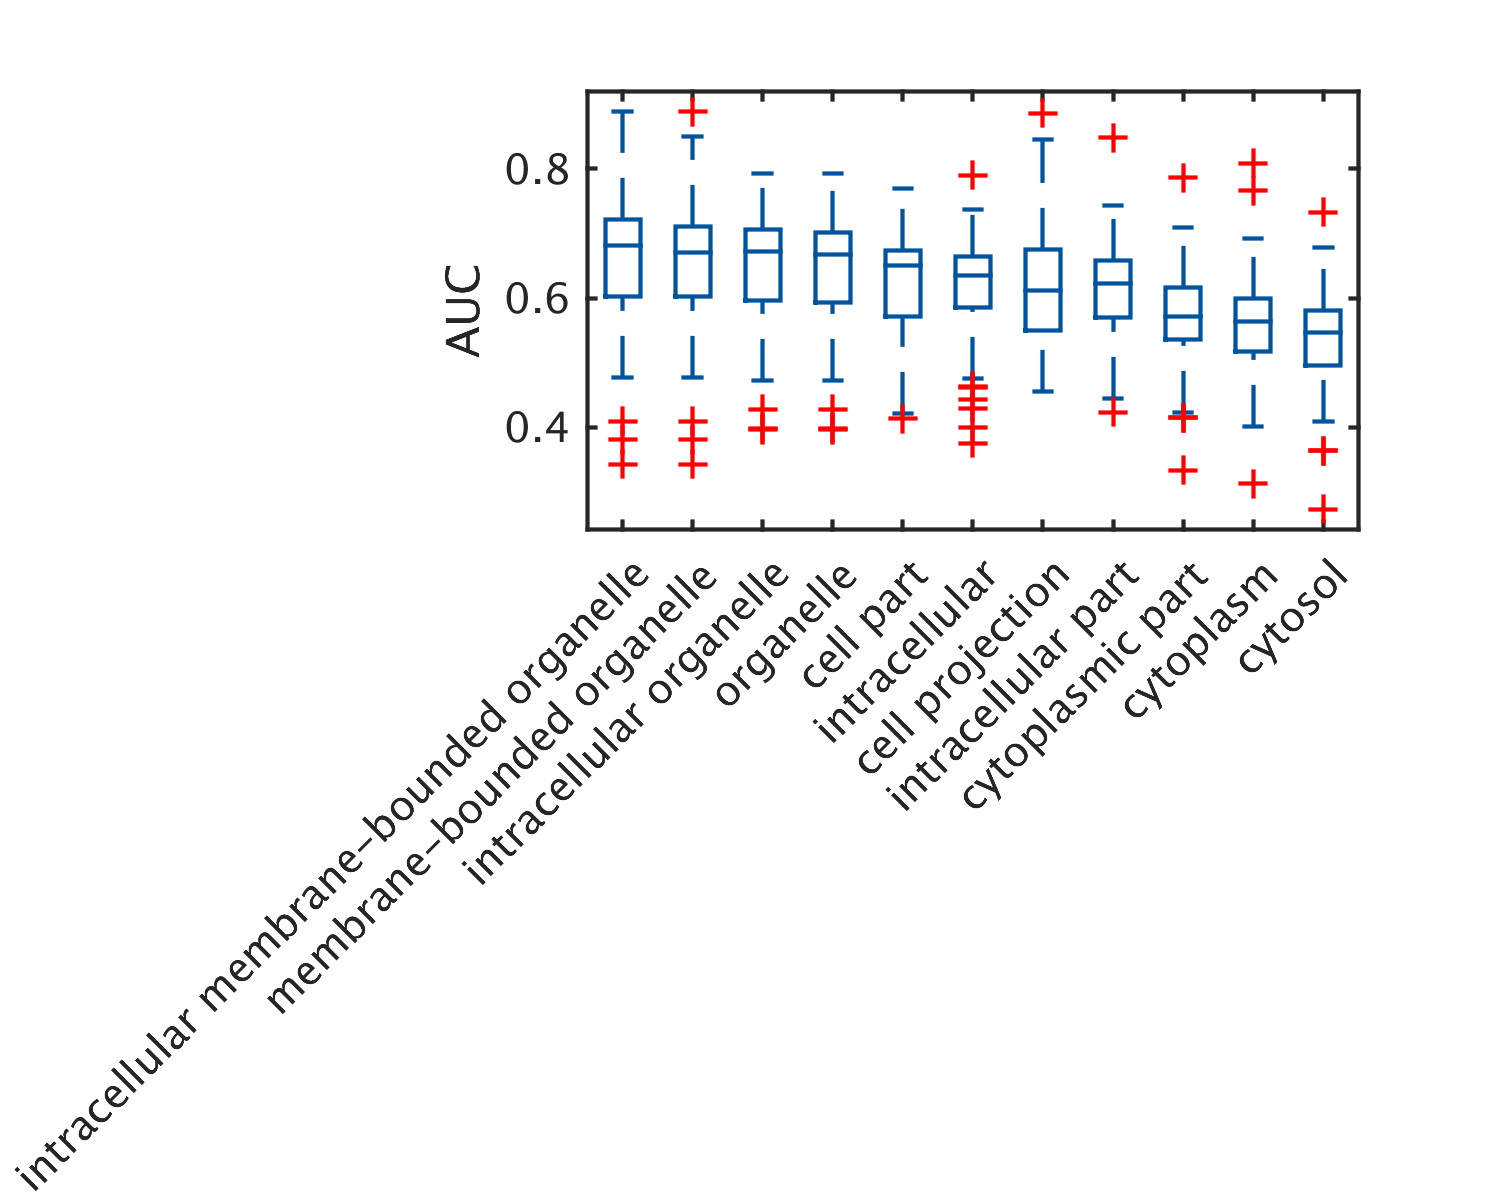 0.8
0.6
0.4
AUC
intracellular membrane-bounded organelle
membrane-bounded organelle
intracellular organelle
organelle
cell part
intracellular
cell projection
intracellular part
cytoplasmic part
cytoplasm
cytosol